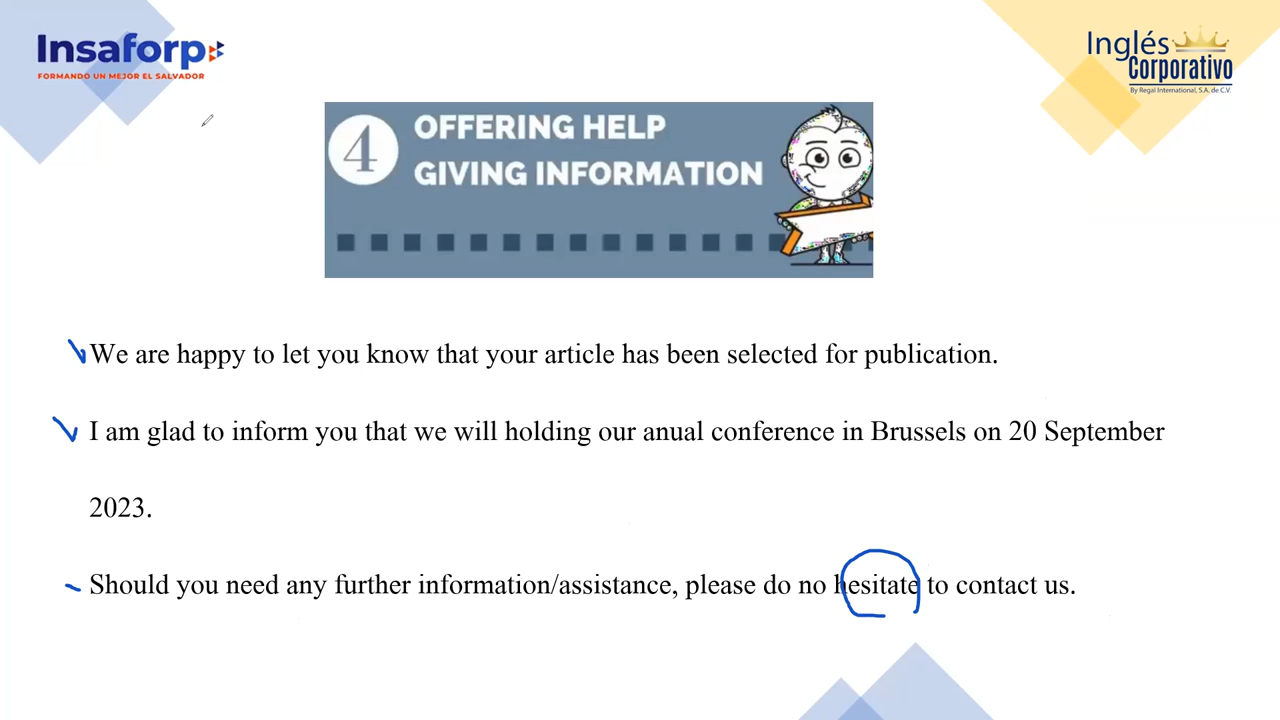 Insaforp
FORMANDO UN MEJOR EL SALVADOR
Inglés
Corporativo
By Regal International, S.A. de C.V.
4
OFFERING HELP
GIVING INFORMATION
We are happy to let you know that your article has been selected for publication.
I am glad to inform you that we will holding our anual conference in Brussels on 20 September
2023.
Should you need any further information/assistance, please do no hesitate to contact us.